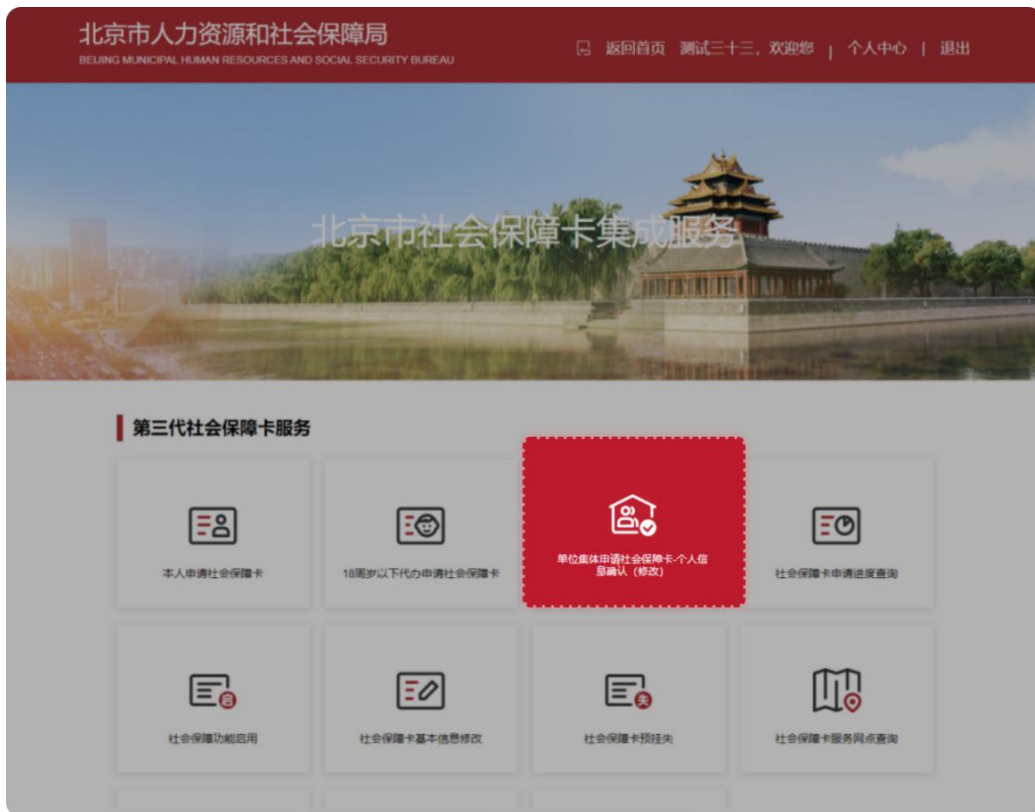 北京市人力资源和社会保障局
BEIJING MUNICIPAL HUMAN RESOURCES AND SOCIAL SECURITY BUREAU
返回首页 测试三十三，欢迎您 | 个人中心 | 退出
北京市社会保障卡集成服务
第三代社会保障卡服务
本人申请社会保障卡
18周岁以下代办申请社会保障卡
单位集体申请社会保障卡-个人信
息确认（修改）
社会保障卡申请进度查询
启
社会保障功能启用
社会保障卡基本信息修改
失
社会保障卡预挂失
社会保障卡服务网点查询